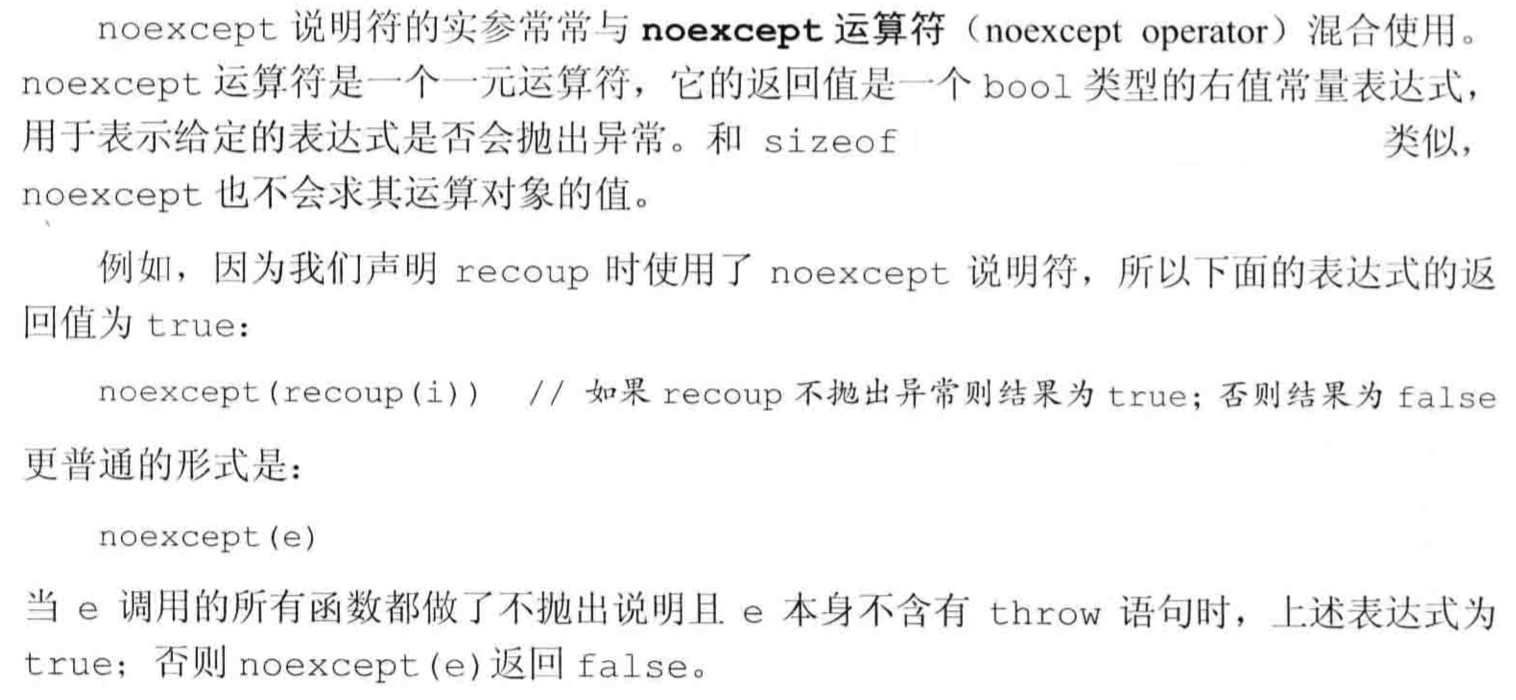 noexcept 说明符的实参常常与 noexcept 运算符（noexcept operator）混合使用。
noexcept 运算符是一个一元运算符，它的返回值是一个 bool 类型的右值常量表达式，
用于表示给定的表达式是否会抛出异常。和 sizeof 类似，
noexcept 也不会求其运算对象的值。
例如，因为我们声明 recoup 时使用了 noexcept 说明符，所以下面的表达式的返
回值为 true：
noexcept(recoup(i)) // 如果 recoup 不抛出异常则结果为 true；否则结果为 false
更普通的形式是：
noexcept(e)
当 e 调用的所有函数都做了不抛出说明且 e 本身不含有 throw 语句时，上述表达式为
true；否则 noexcept(e)返回 false。